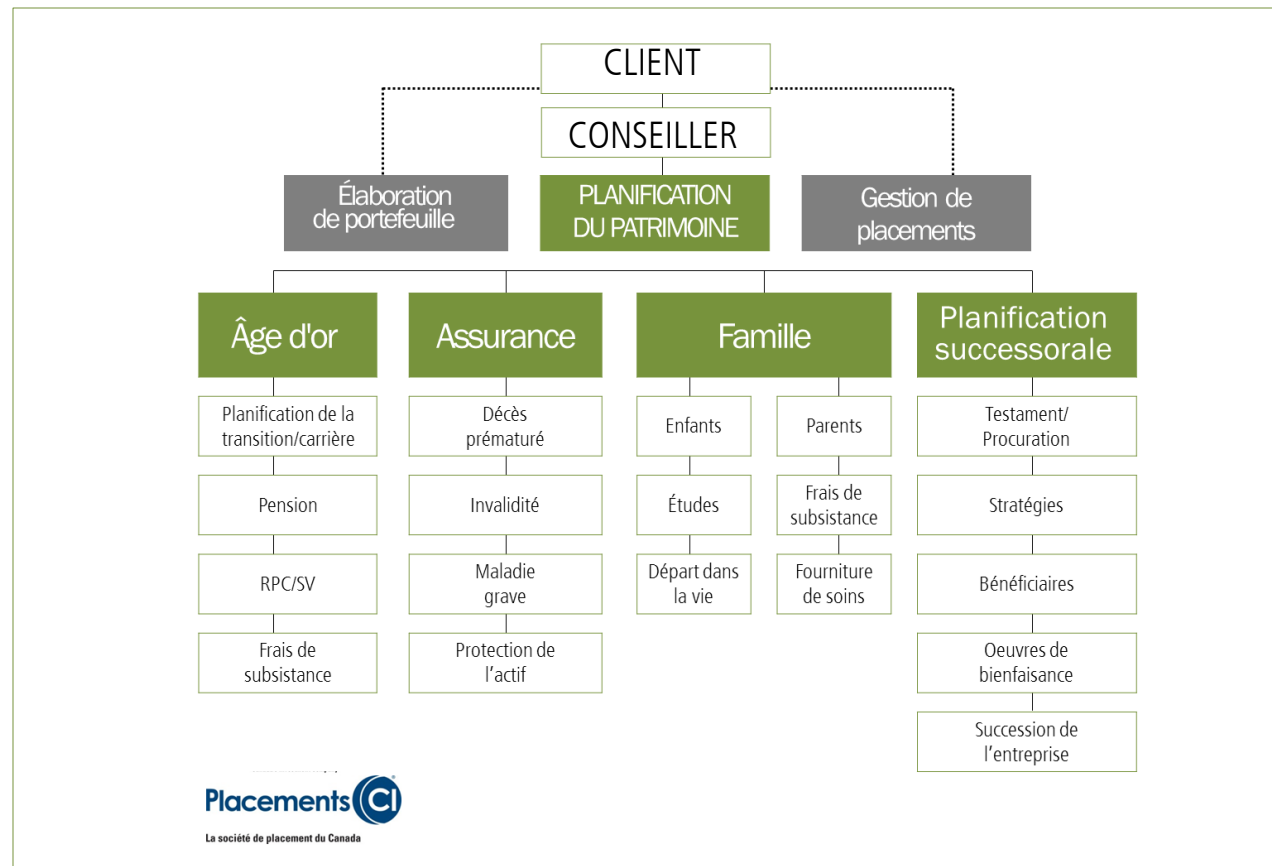 CLIENT
CONSEILLER
Élaboration
de portefeuille
PLANIFICATION
DU PATRIMOINE
Gestion de
placements
Âge d'or
Assurance
Famille
Planification
successorale
Planification de la
transition/carrière
Pension
RPC/SV
Frais de
subsistance
Décès
prématuré
Invalidité
Maladie
grave
Protection de
l'actif
Enfants
Études
Départ dans
la vie
Parents
Frais de
subsistance
Fourniture
de soins
Testament/
Procuration
Stratégies
Bénéficiaires
Oeuvres de
bienfaisance
Succession de
l'entreprise
Placements CI®
La société de placement du Canada